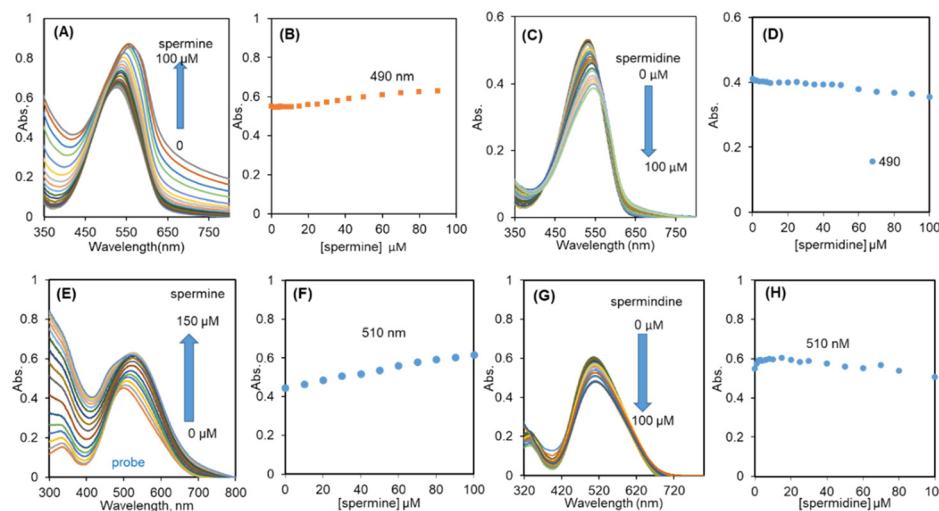 (A)
spermine
100 µM
0
Abs.
1
0.8
0.6
0.4
0.2
0
350 450 550 650 750
Wavelength(nm)
(B)
490 nm
Abs.
1
0.8
0.6
0.4
0.2
0
0 20 40 60 80 100
[spermine] µM
(C)
spermidine
0 µM
100 µM
Abs.
0.6
0.4
0.2
0
350 450 550 650 750
Wavelength (nm)
(D)
490
Abs.
0.6
0.4
0.2
0
0 20 40 60 80 100
[spermidine] µM
(E)
spermine
150 µM
0 µM
probe
Abs.
1
0.8
0.6
0.4
0.2
0
300 400 500 600 700 800
Wavelength, nm
(F)
510 nm
Abs.
1
0.8
0.6
0.4
0.2
0
0 20 40 60 80 100
[spermine] µM
(G)
spermindine
0 µM
100 µM
Abs.
1
0.8
0.6
0.4
0.2
0
320 420 520 620 720
Wavelength(nm)
(H)
510 nM
Abs.
1
0.8
0.6
0.4
0.2
0
0 20 40 60 80 100
[spermidine] µM